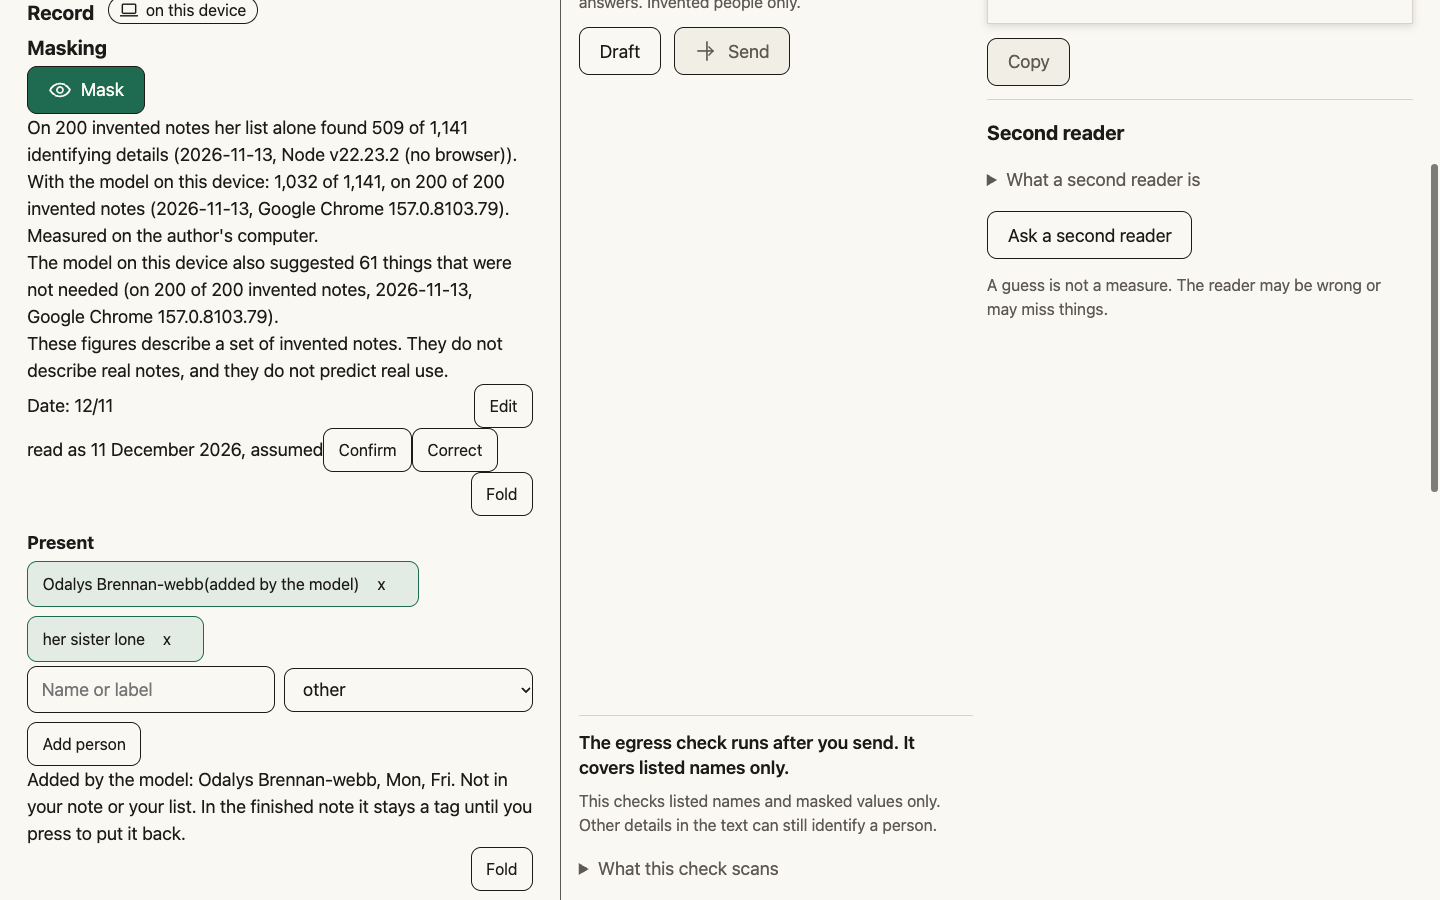 Record
on this device
Masking
Mask
On 200 invented notes her list alone found 509 of 1,141
identifying details (2026-11-13, Node v22.23.2 (no browser)).
With the model on this device: 1,032 of 1,141, on 200 of 200
invented notes (2026-11-13, Google Chrome 157.0.8103.79).
Measured on the author's computer.
The model on this device also suggested 61 things that were
not needed (on 200 of 200 invented notes, 2026-11-13,
Google Chrome 157.0.8103.79).
These figures describe a set of invented notes. They do not
describe real notes, and they do not predict real use.
Date: 12/11
Edit
read as 11 December 2026, assumed
Confirm
Correct
Fold
Present
Odalys Brennan-webb(added by the model) x
her sister lone x
Name or label
other
Add person
Added by the model: Odalys Brennan-webb, Mon, Fri. Not in
your note or your list. In the finished note it stays a tag until you
press to put it back.
Fold
answers. Invented people only.
Draft
Send
The egress check runs after you send. It
covers listed names only.
This checks listed names and masked values only.
Other details in the text can still identify a person.
What this check scans
Copy
Second reader
What a second reader is
Ask a second reader
A guess is not a measure. The reader may be wrong or
may miss things.